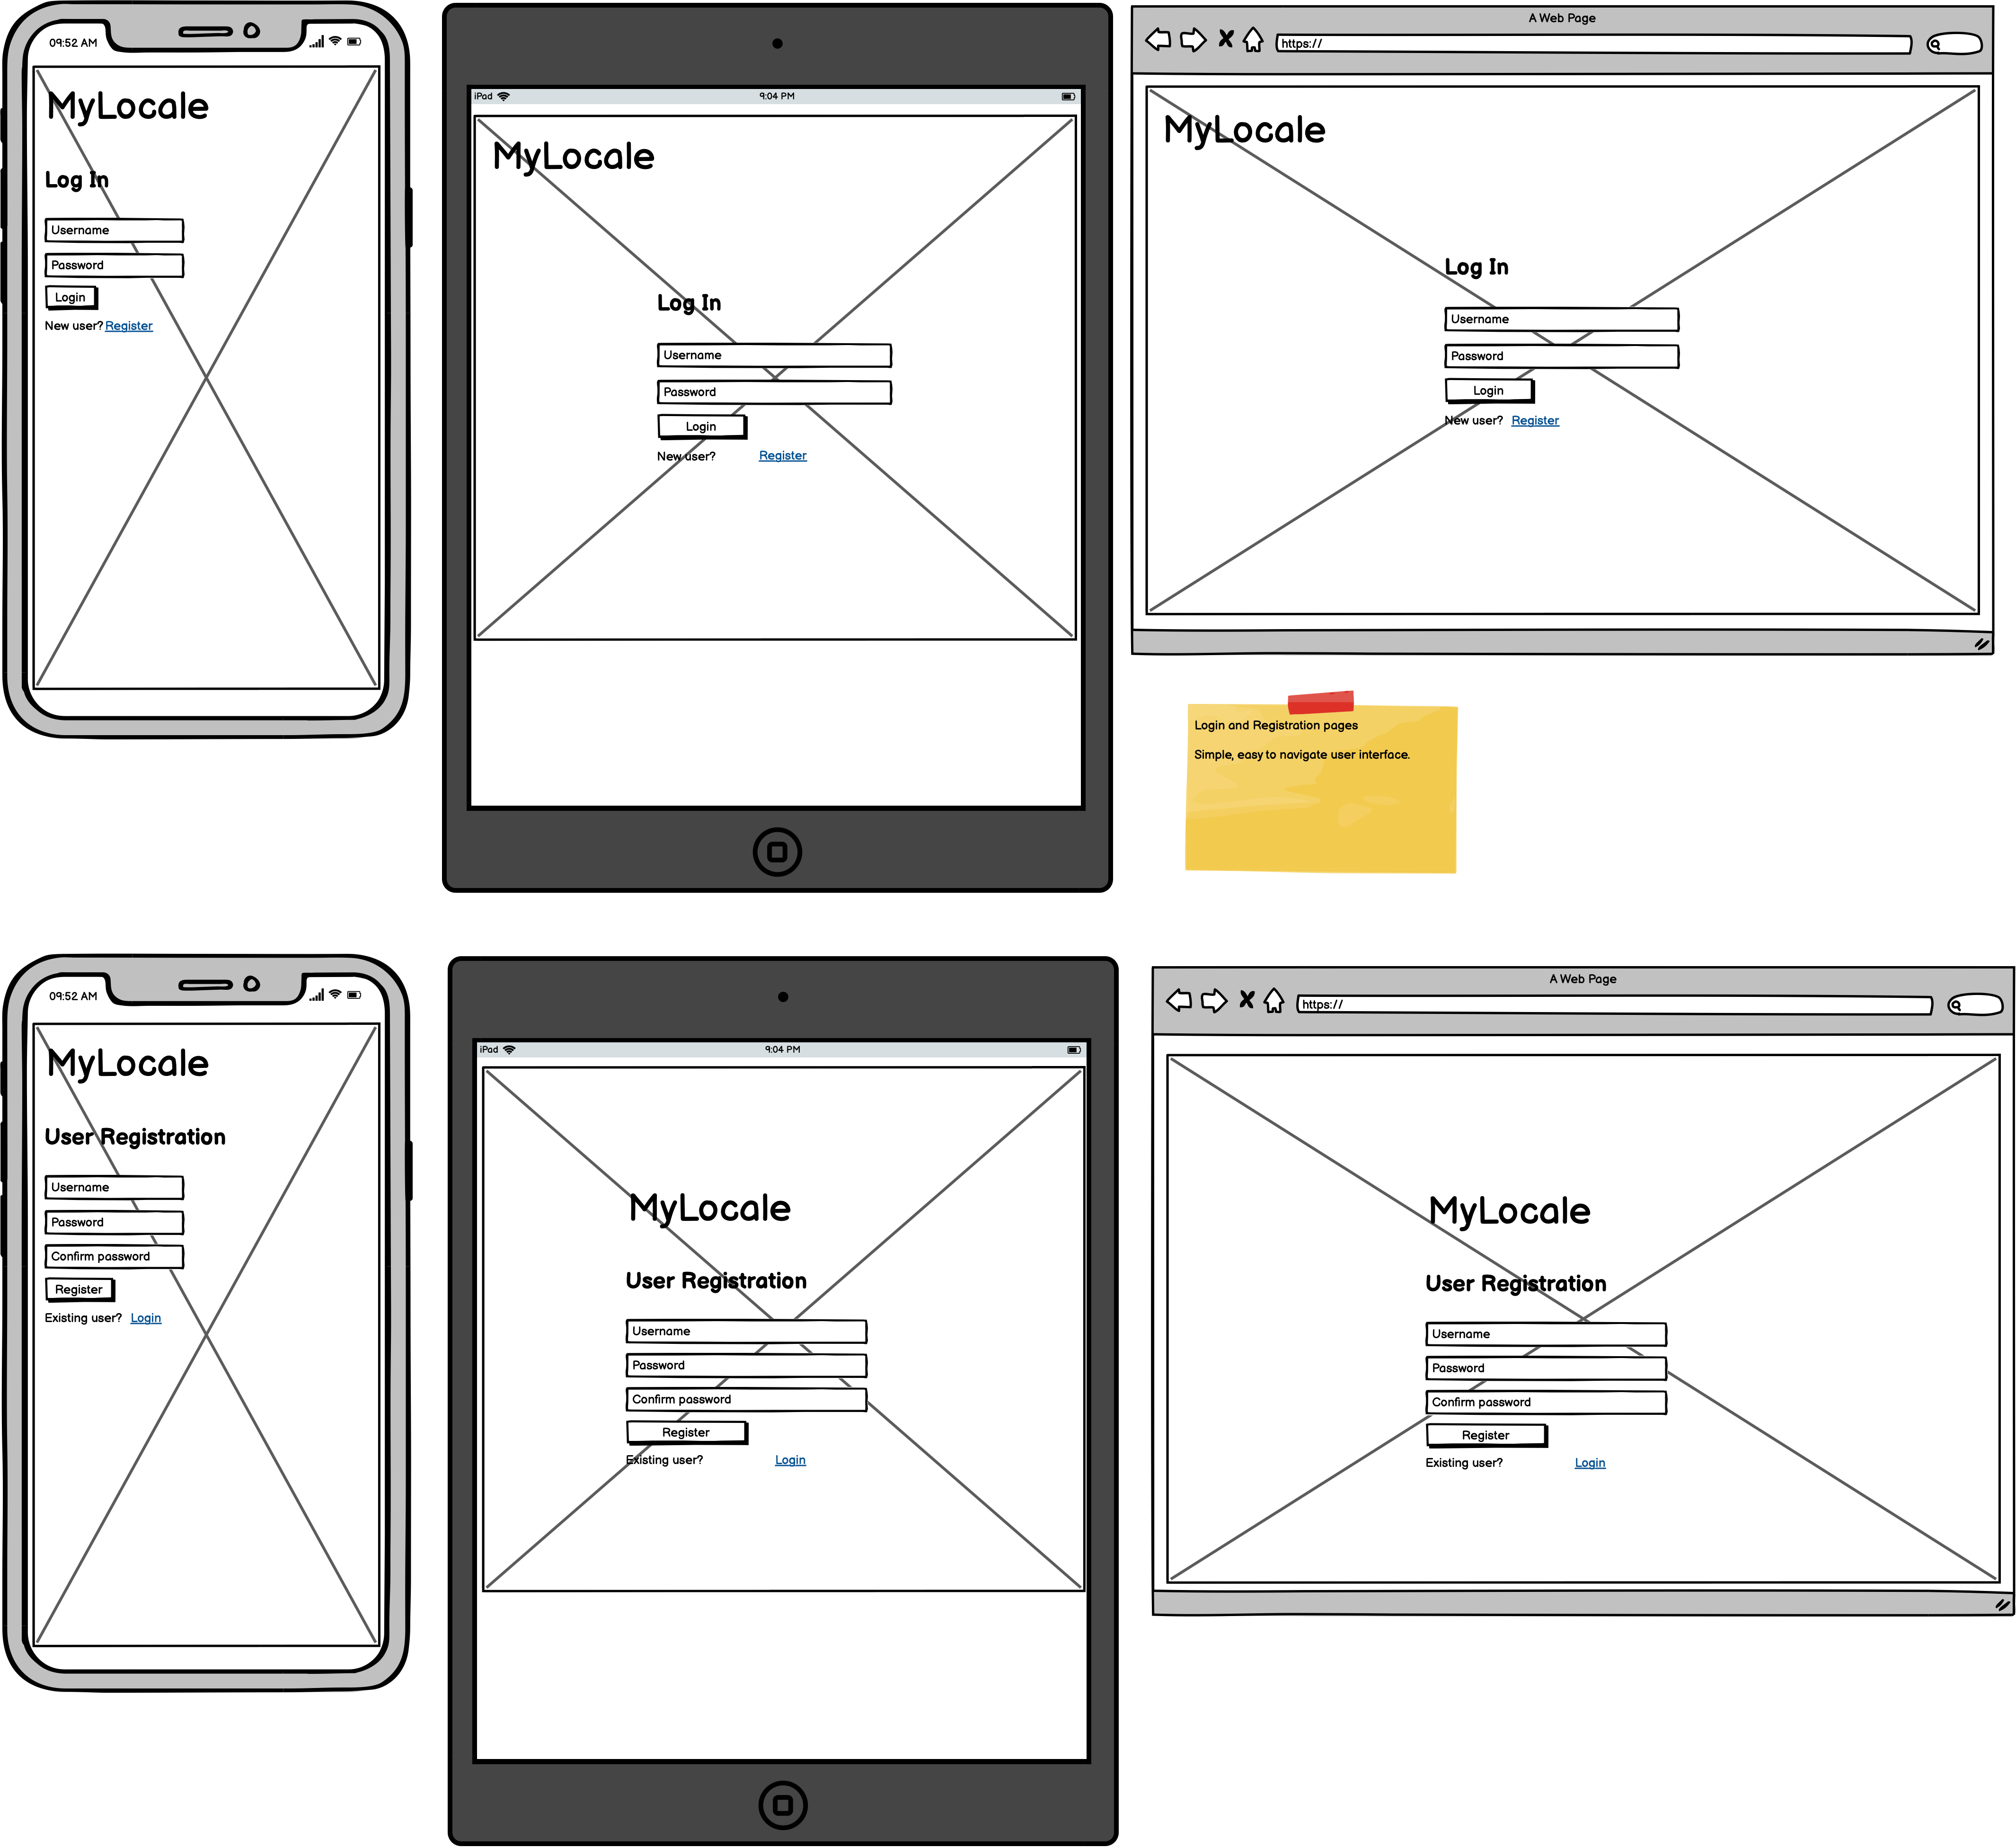 09:52 AM
MyLocale
Log In
Username
Password
Login
New user? Register
iPad
9:04 PM
MyLocale
Log In
Username
Password
Login
New user? Register
A Web Page
https://
MyLocale
Log In
Username
Password
Login
New user? Register
Login and Registration pages
Simple, easy to navigate user interface.
09:52 AM
MyLocale
User Registration
Username
Password
Confirm password
Register
Existing user? Login
iPad
9:04 PM
MyLocale
User Registration
Username
Password
Confirm password
Register
Existing user? Login
A Web Page
https://
MyLocale
User Registration
Username
Password
Confirm password
Register
Existing user? Login